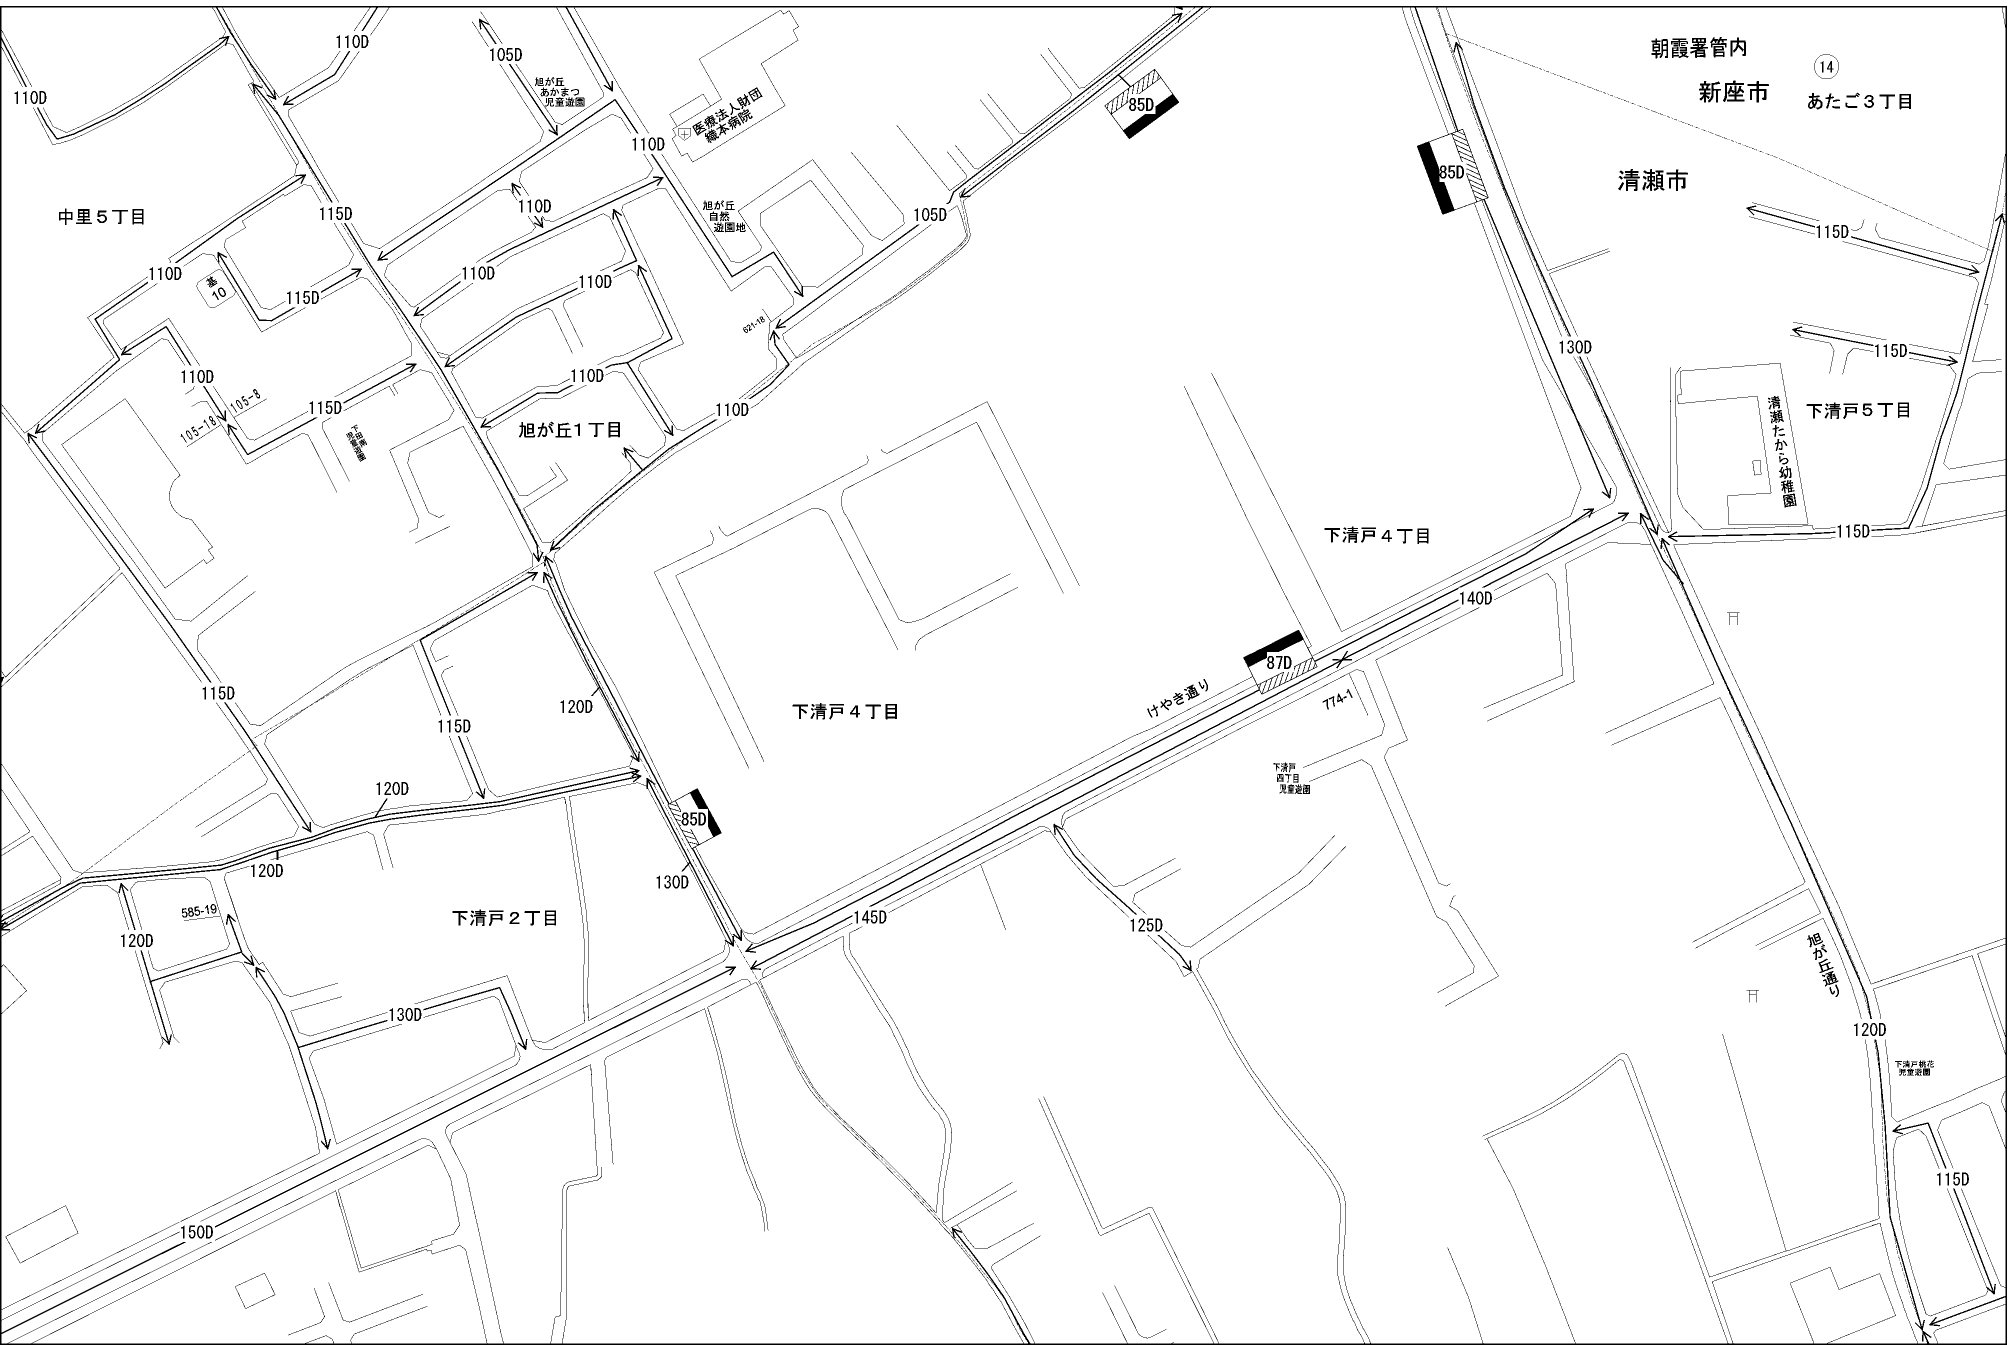 110D
105D
旭が丘
あかまつ
児童遊園
医療法人財団
織本病院
110D
85D
朝霞署管内
14
新座市
あたご3丁目
110D
85D
清瀬市
中里5丁目
115D
110D
旭が丘
自然
遊園地
105D
115D
110D
基
10
115D
110D
110D
621-18
130D
115D
110D
110D
115D
105-8
105-18
下田南
児童遊園
旭が丘1丁目
110D
清瀬たから幼稚園
下清戸5丁目
下清戸4丁目
115D
140D
115D
115D
120D
下清戸4丁目
けやき通り
87D
774-1
下清戸
四丁目
児童遊園
120D
85D
120D
130D
585-19
下清戸2丁目
145D
125D
120D
旭が丘通り
130D
120D
下清戸桃花
児童遊園
115D
150D